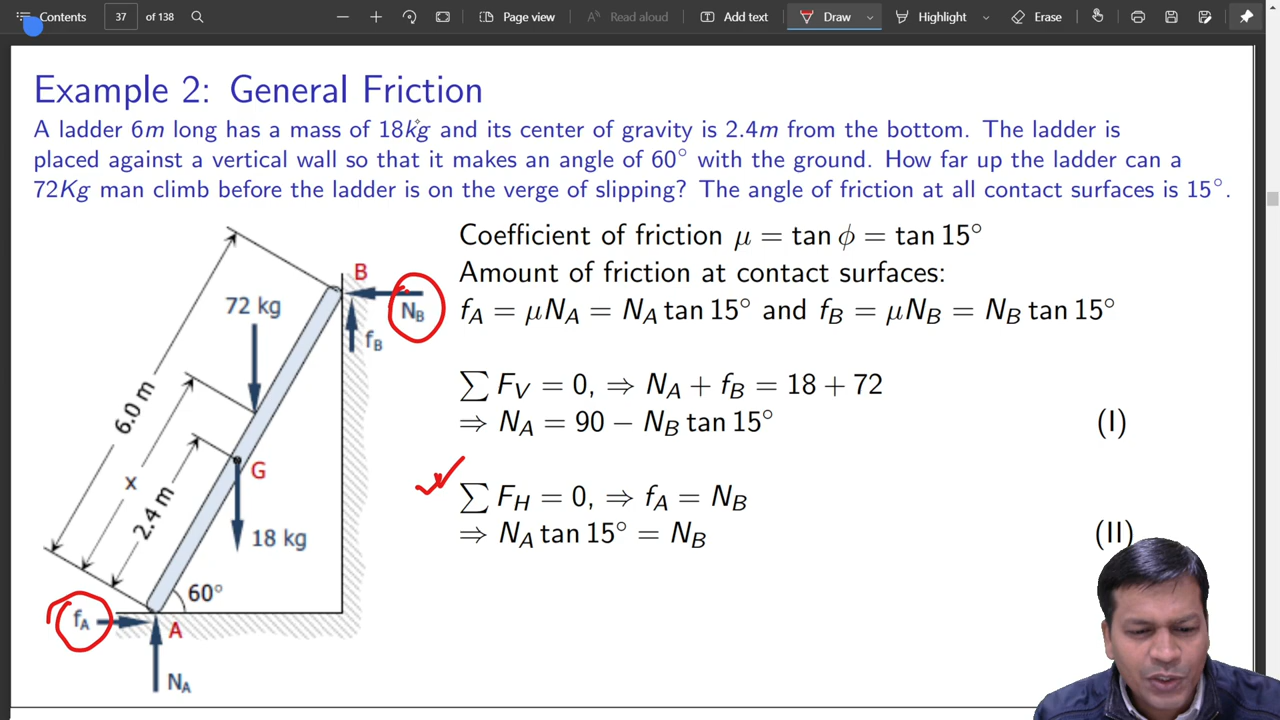 Contents 37 of 138 Page view Read aloud Add text Draw Highlight Erase
Example 2: General Friction
A ladder 6m long has a mass of 18kg and its center of gravity is 2.4m from the bottom. The ladder is
placed against a vertical wall so that it makes an angle of 60° with the ground. How far up the ladder can a
72Kg man climb before the ladder is on the verge of slipping? The angle of friction at all contact surfaces is 15°.
Coefficient of friction μ = tan ϕ = tan 15°
Amount of friction at contact surfaces:
f_A = μN_A = N_A tan 15° and f_B = μN_B = N_B tan 15°
∑ F_V = 0, ⇒ N_A + f_B = 18 + 72
⇒ N_A = 90 − N_B tan 15° (I)
∑ F_H = 0, ⇒ f_A = N_B
⇒ N_A tan 15° = N_B (II)
B
72 kg
N_B
f_B
6.0 m
x
G
2.4 m
18 kg
60°
f_A
A
N_A